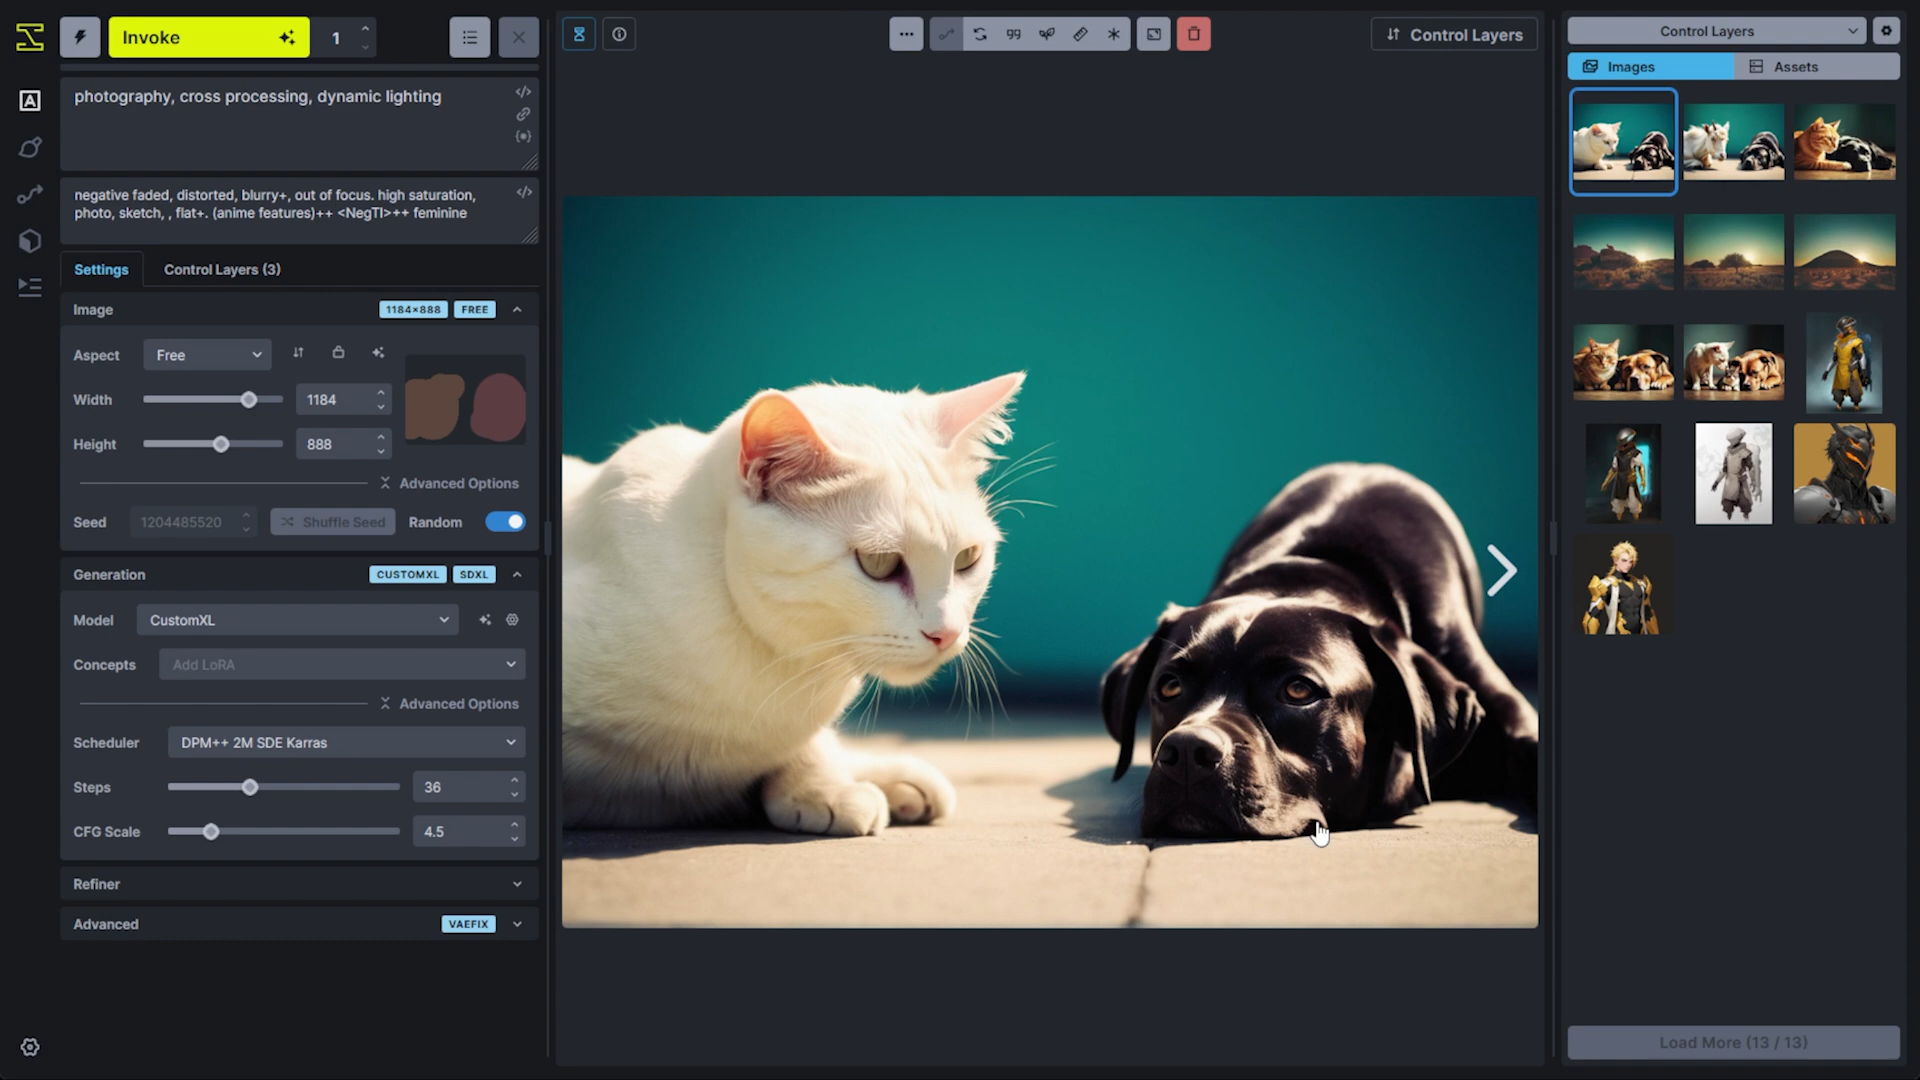 Invoke
1
Control Layers
Control Layers
Images
Assets
photography, cross processing, dynamic lighting
negative faded, distorted, blurry+, out of focus. high saturation,
photo, sketch, , flat+. (anime features)++ <NegTI>++ feminine
Settings
Control Layers (3)
Image
1184×888
FREE
Aspect
Free
Width
1184
Height
888
Advanced Options
Seed
1204485520
Shuffle Seed
Random
Generation
CUSTOMXL
SDXL
Model
CustomXL
Concepts
Add LoRA
Advanced Options
Scheduler
DPM++ 2M SDE Karras
Steps
36
CFG Scale
4.5
Refiner
Advanced
VAEFIX
Load More (13 / 13)